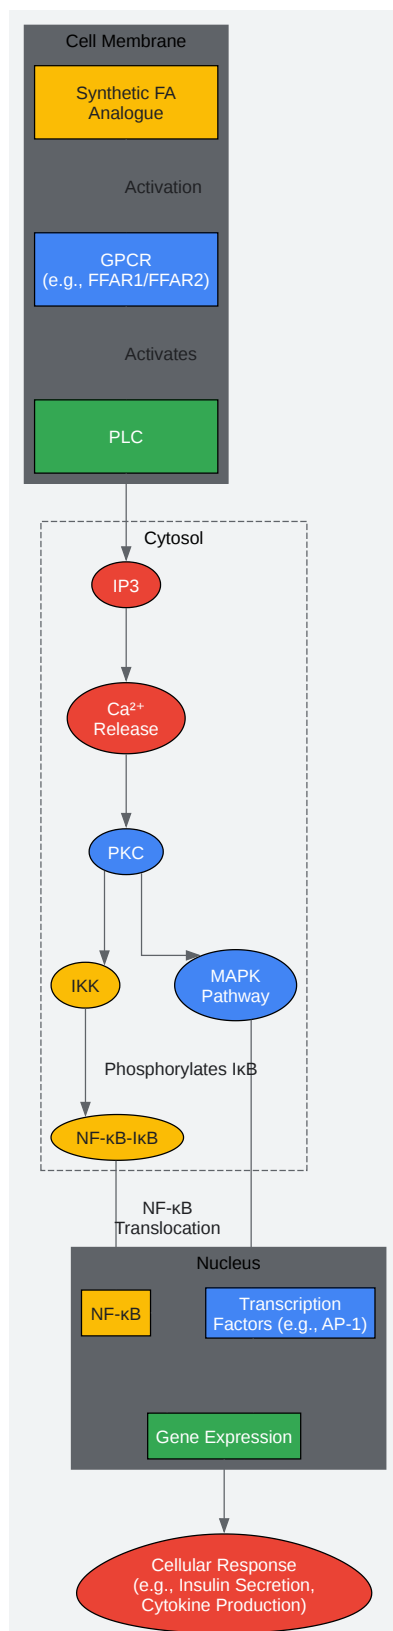 Cell Membrane
Synthetic FA
Analogue
Activation
GPCR
(e.g., FFAR1/FFAR2)
Activates
PLC
Cytosol
IP3
Ca²⁺
Release
PKC
IKK
MAPK
Pathway
Phosphorylates IκB
NF-κB-IκB
NF-κB
Translocation
Nucleus
NF-κB
Transcription
Factors (e.g., AP-1)
Gene Expression
Cellular Response
(e.g., Insulin Secretion,
Cytokine Production)